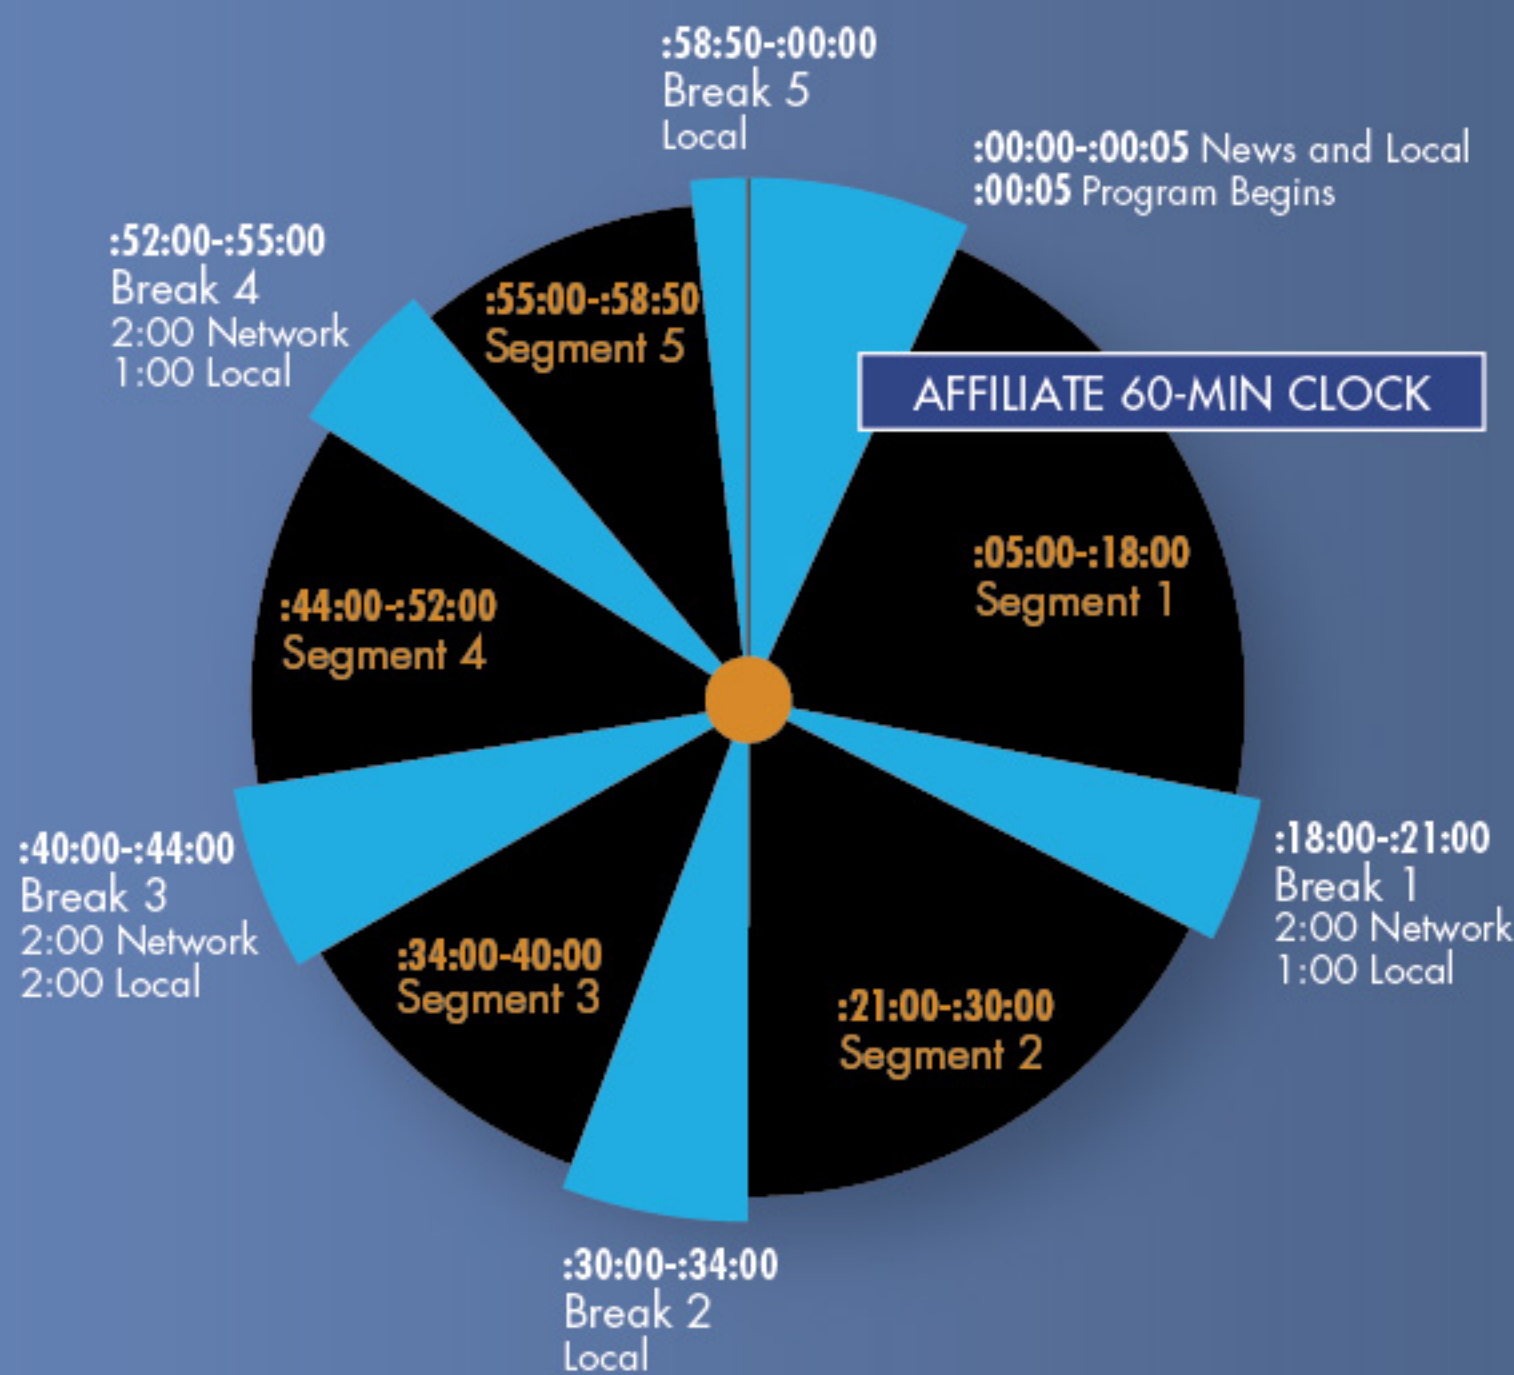 :58:50-:00:00
Break 5
Local
:00:00-:00:05 News and Local
:00:05 Program Begins
AFFILIATE 60-MIN CLOCK
:05:00-:18:00
Segment 1
:18:00-:21:00
Break 1
2:00 Network
1:00 Local
:21:00-:30:00
Segment 2
:30:00-:34:00
Break 2
Local
:34:00-40:00
Segment 3
:40:00-:44:00
Break 3
2:00 Network
2:00 Local
:44:00-:52:00
Segment 4
:52:00-:55:00
Break 4
2:00 Network
1:00 Local
:55:00-:58:50
Segment 5